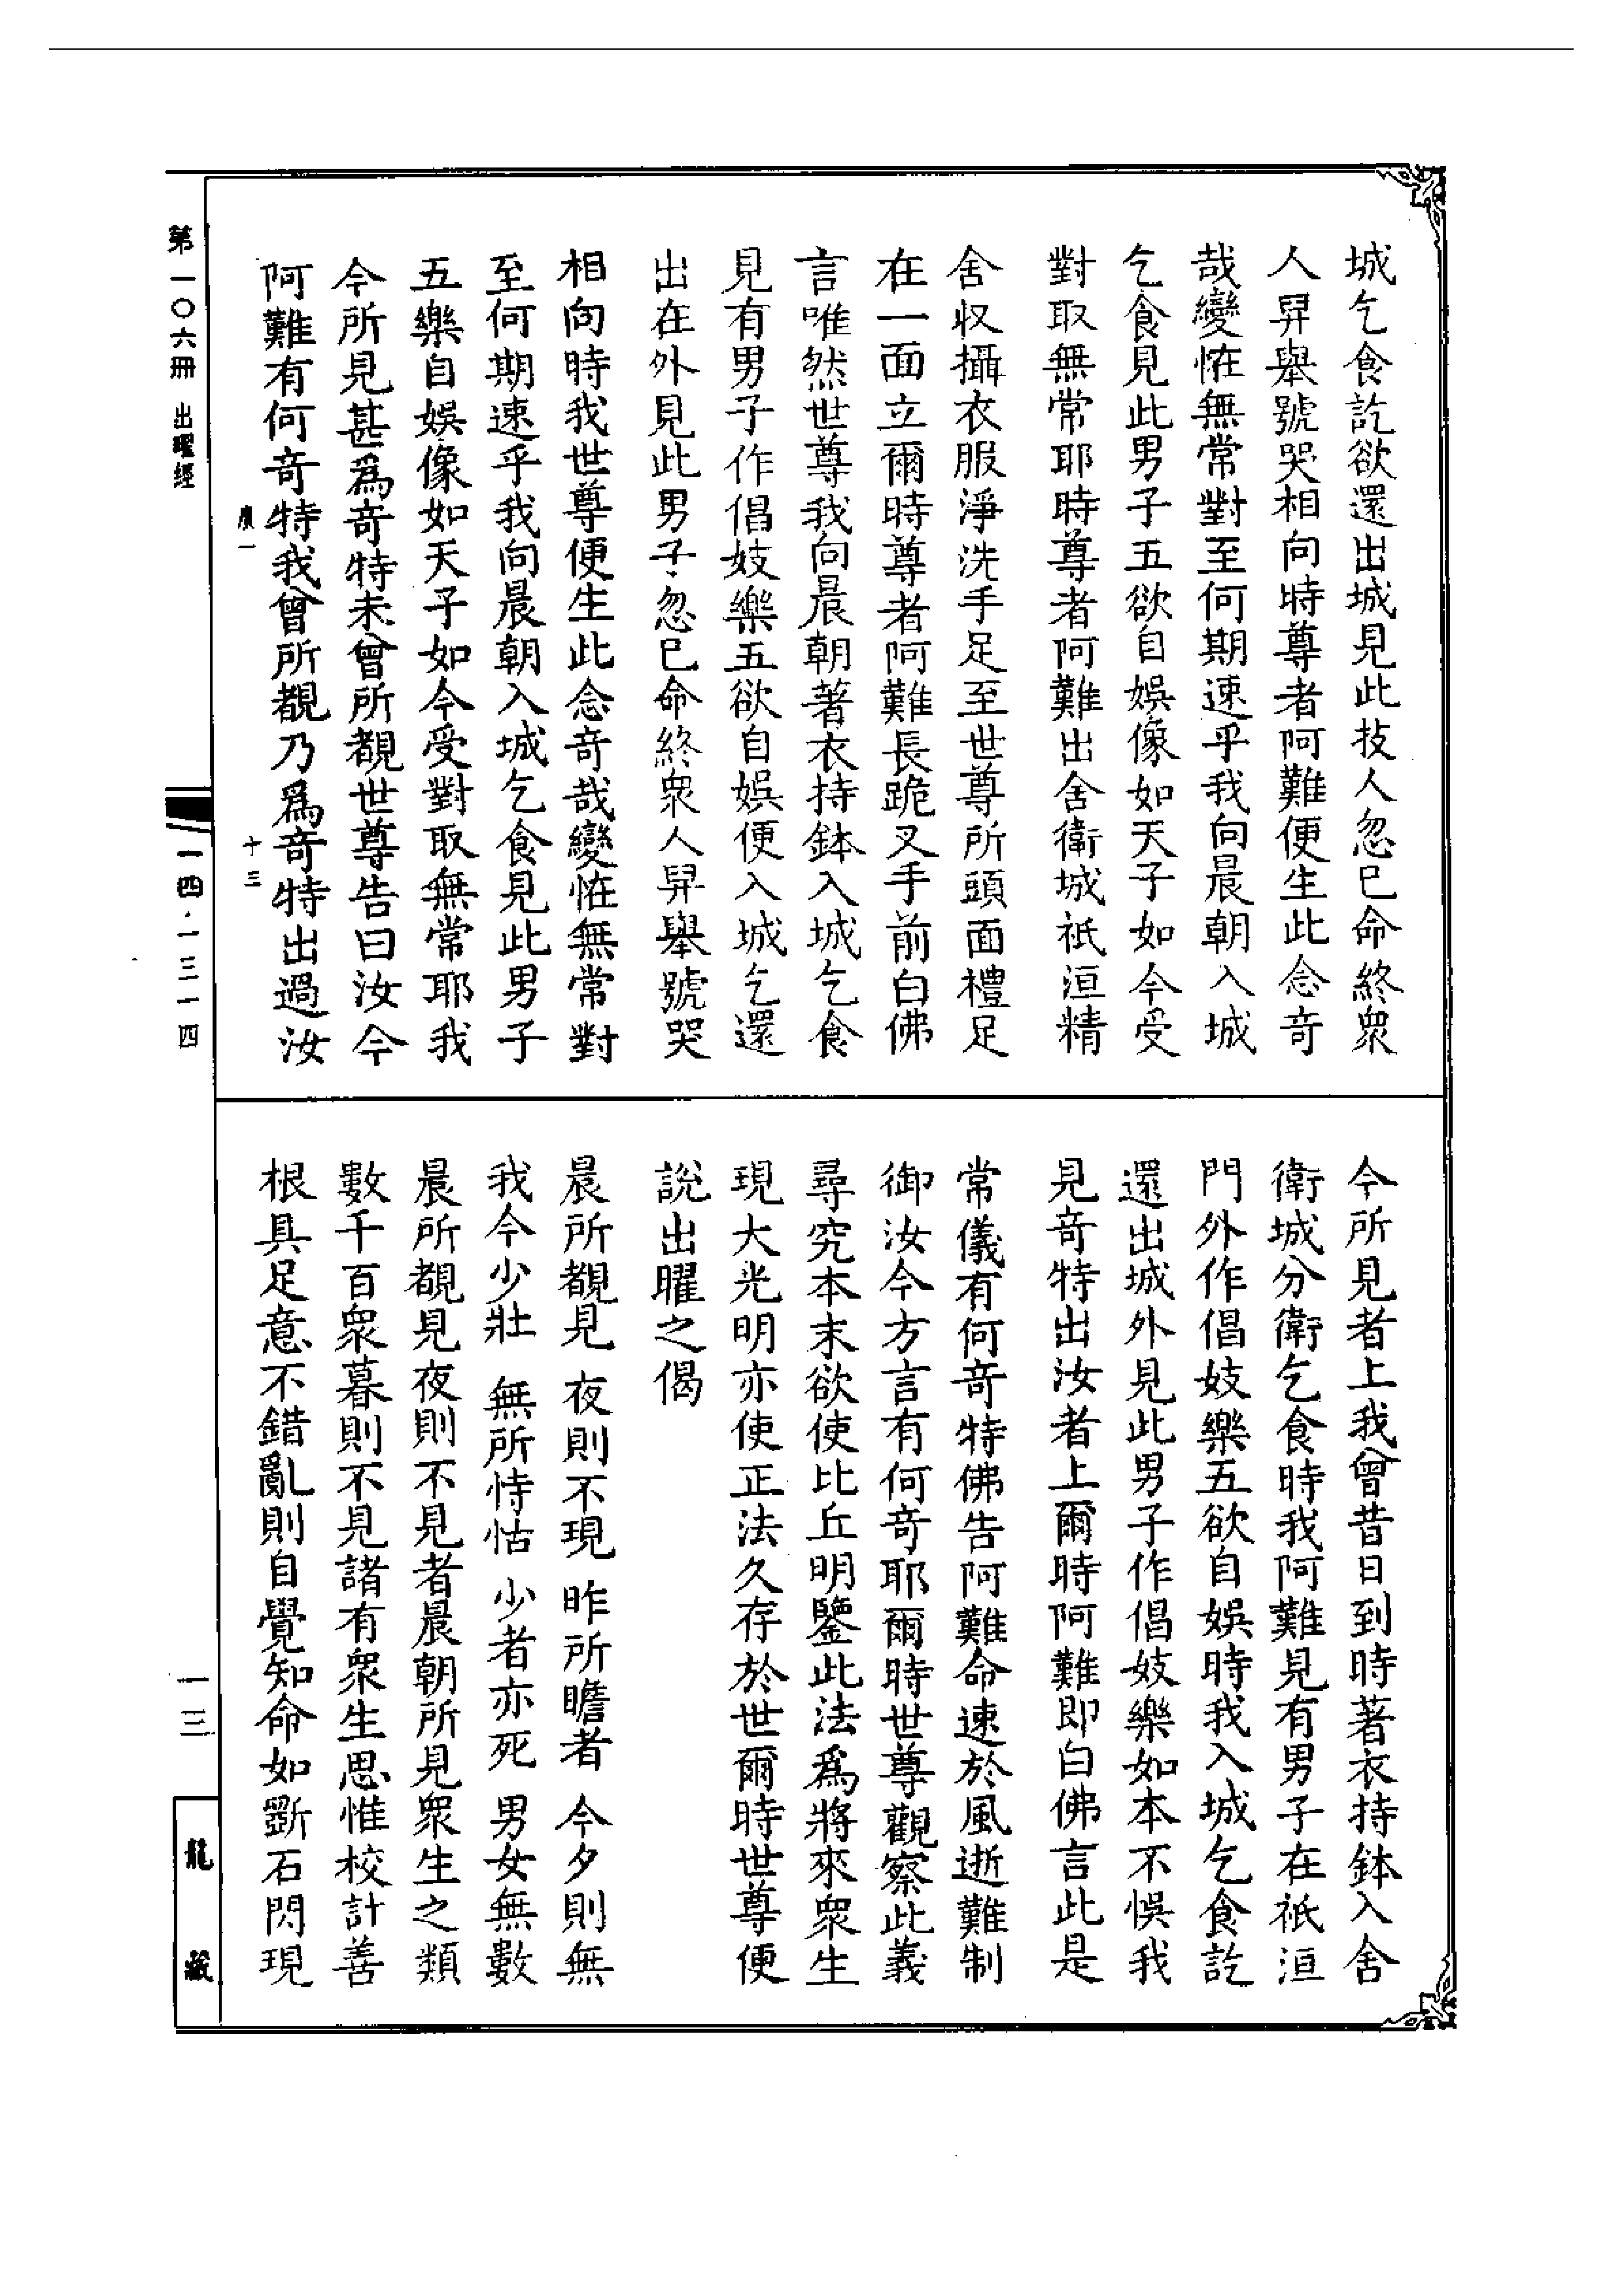 城乞食訖欲還出城見此技人忽已命終衆
人舁舉號哭相向時尊者阿難便生此念奇
哉變恠無常對至何期速乎我向晨朝入城
乞食見此男子五欲自娛像如天子如今受
對取無常耶時尊者阿難出舍衛城祇洹精
舍収攝衣服淨洗手足至世尊所頭面禮足
在一面立爾時尊者阿難長跪叉手前白佛
言唯然世尊我向晨朝著衣持鉢入城乞食
見有男子作倡妓樂五欲自娛便入城乞還
出在外見此男子忽已命終衆人舁舉號哭
相向時我世尊便生此念奇哉變恠無常對
至何期速乎我向晨朝入城乞食見此男子
五樂自娛像如天子如今受對取無常耶我
今所見甚爲奇特未曾所覩世尊告曰汝今
阿難有何奇特我曾所覩乃爲奇特出過汝
廣一
十三
今所見者上我曾昔日到時著衣持鉢入舍
衛城分衛乞食時我阿難見有男子在祇洹
門外作倡妓樂五欲自娛時我入城乞食訖
還出城外見此男子作倡妓樂如本不悞我
見奇特出汝者上爾時阿難即白佛言此是
常儀有何奇特佛告阿難命速於風逝難制
御汝今方言有何奇耶爾時世尊觀察此義
尋究本末欲使比丘明鑒此法爲將來衆生
現大光明亦使正法久存於世爾時世尊便
說出曜之偈
晨所覩見 夜則不現 昨所瞻者 今夕則無
我今少壯 無所恃怙 少者亦死 男女無數
晨所覩見夜則不見者晨朝所見衆生之類
數千百衆暮則不見諸有衆生思惟校計善
根具足意不錯亂則自覺知命如㔁石閃現
第一〇六冊 出曜經
一四·一三一四
一三
龍藏